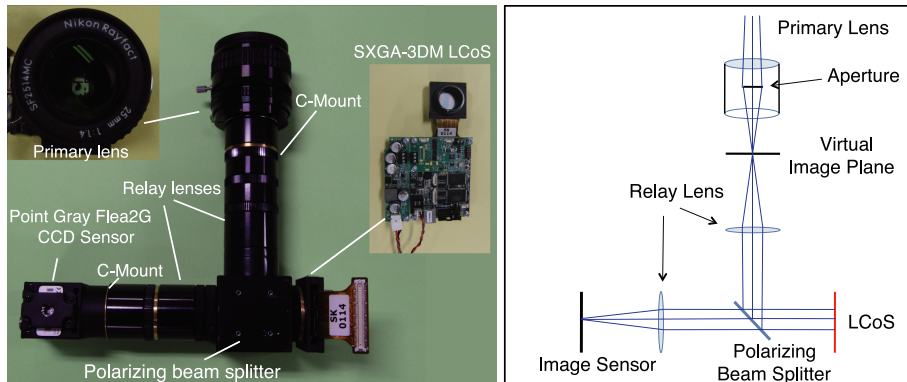 Nikon Rayfact
SF2514MC
25mm 1:1.4
Primary lens
SXGA-3DM LCoS
C-Mount
SK
0114
Relay lenses
Point Gray Flea2G
CCD Sensor
C-Mount
SK
0114
Polarizing beam splitter
Primary Lens
Aperture
Virtual
Image Plane
Relay Lens
LCoS
Image Sensor
Polarizing
Beam Splitter